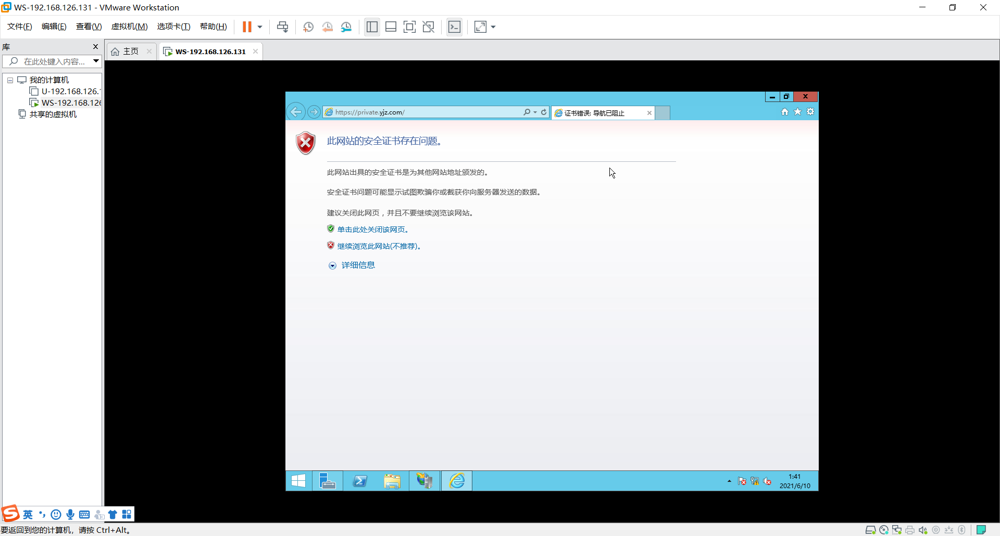 WS-192.168.126.131 - VMware Workstation
文件(F) 编辑(E) 查看(V) 虚拟机(M) 选项卡(T) 帮助(H)
库
主页
WS-192.168.126.131
在此处键入内容...
我的计算机
U-192.168.126.1
WS-192.168.126
共享的虚拟机
https://private.yjz.com/
证书错误: 导航已阻止
此网站的安全证书存在问题。
此网站出具的安全证书是为其他网站地址颁发的。
安全证书问题可能显示试图欺骗你或截获你向服务器发送的数据。
建议关闭此网页，并且不要继续浏览该网站。
单击此处关闭该网页。
继续浏览此网站(不推荐)。
详细信息
1:41
2021/6/10
英
要返回到您的计算机，请按 Ctrl+Alt。